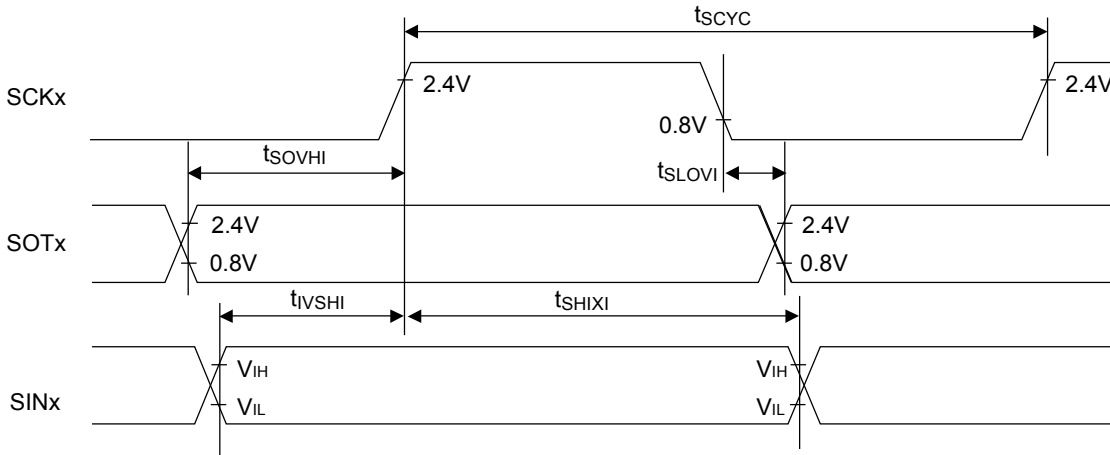 tSCYC
SCKx
2.4V
0.8V
2.4V
tSOVHI
tSLOVI
SOTx
2.4V
0.8V
2.4V
0.8V
tIVSHI
tSHIXI
SINx
VIH
VIL
VIH
VIL